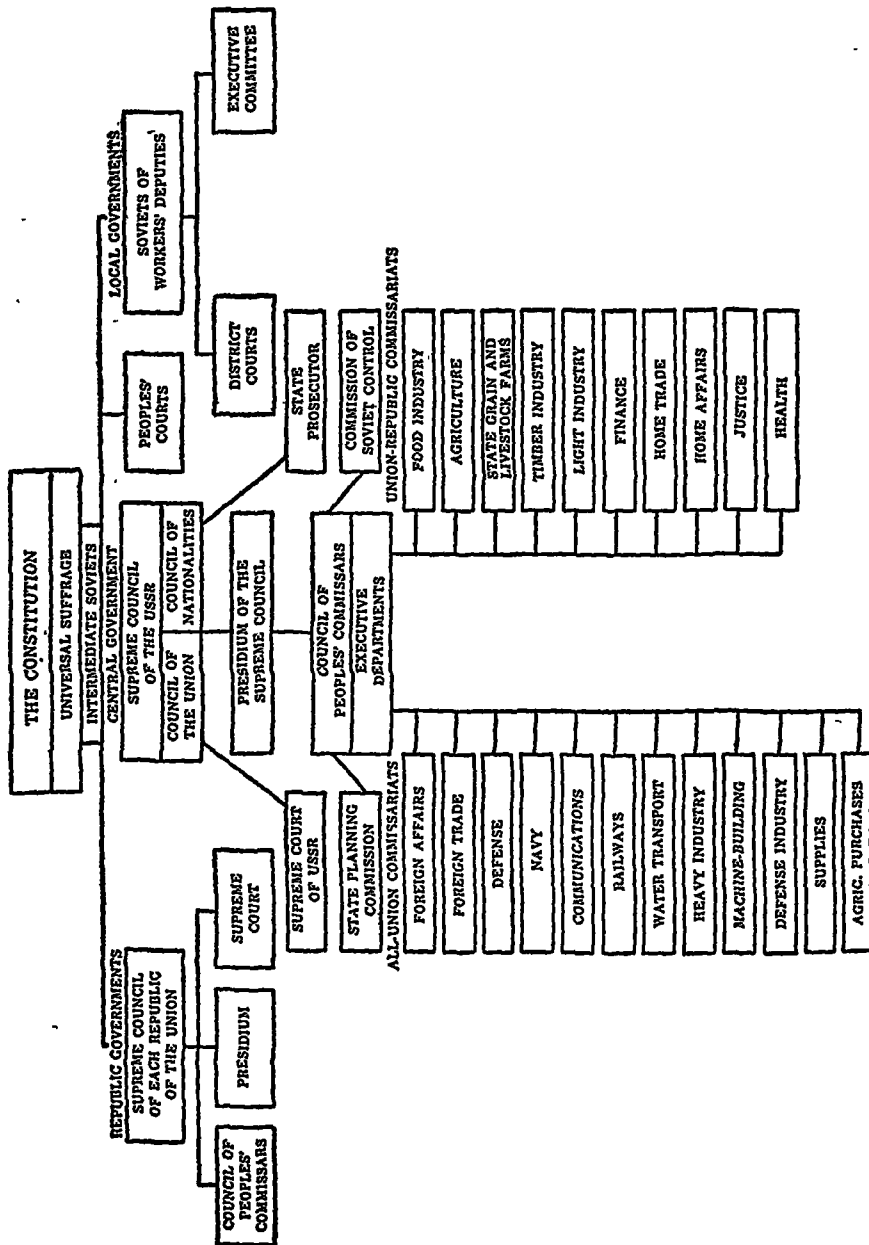 THE CONSTITUTION
UNIVERSAL SUFFRAGE
INTERMEDIATE SOVIETS
REPUBLIC GOVERNMENTS
SUPREME COUNCIL
OF EACH REPUBLIC
OF THE UNION
COUNCIL OF
PEOPLES'
COMMISSARS
PRESIDIUM
SUPREME
COURT
CENTRAL GOVERNMENT
SUPREME COUNCIL
OF THE USSR
COUNCIL OF
THE UNION
COUNCIL OF
NATIONALITIES
PEOPLES'
COURTS
LOCAL GOVERNMENTS
SOVIETS OF
WORKERS' DEPUTIES'
DISTRICT
COURTS
EXECUTIVE
COMMITTEE
SUPREME COURT
OF USSR
PRESIDIUM OF THE
SUPREME COUNCIL
STATE
PROSECUTOR
STATE PLANNING
COMMISSION
COUNCIL OF
PEOPLES' COMMISSARS
EXECUTIVE
DEPARTMENTS
COMMISSION OF
SOVIET CONTROL
ALL-UNION COMMISSARIATS
FOREIGN AFFAIRS
FOREIGN TRADE
DEFENSE
NAVY
COMMUNICATIONS
RAILWAYS
WATER TRANSPORT
HEAVY INDUSTRY
MACHINE-BUILDING
DEFENSE INDUSTRY
SUPPLIES
AGRIC. PURCHASES
UNION-REPUBLIC COMMISSARIATS
FOOD INDUSTRY
AGRICULTURE
STATE GRAIN AND
LIVESTOCK FARMS
TIMBER INDUSTRY
LIGHT INDUSTRY
FINANCE
HOME TRADE
HOME AFFAIRS
JUSTICE
HEALTH